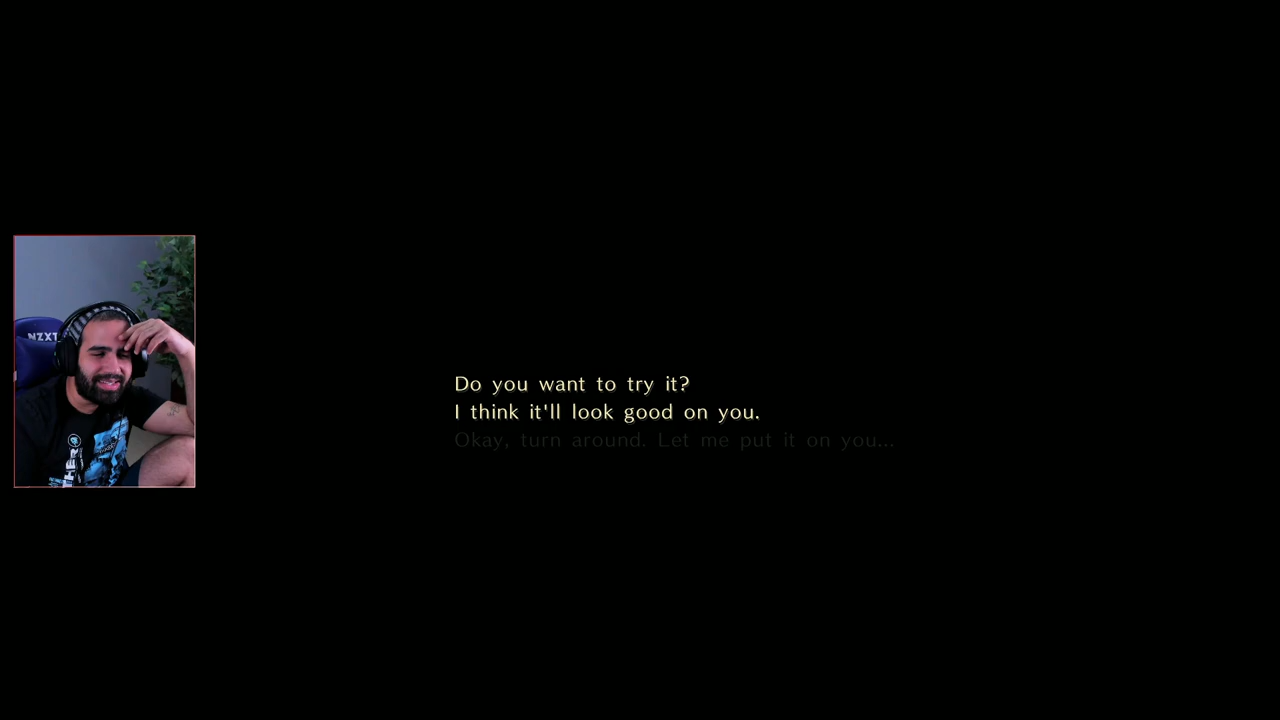 NZXT
Do you want to try it?
I think it'll look good on you.
Okay, turn around. Let me put it on you...